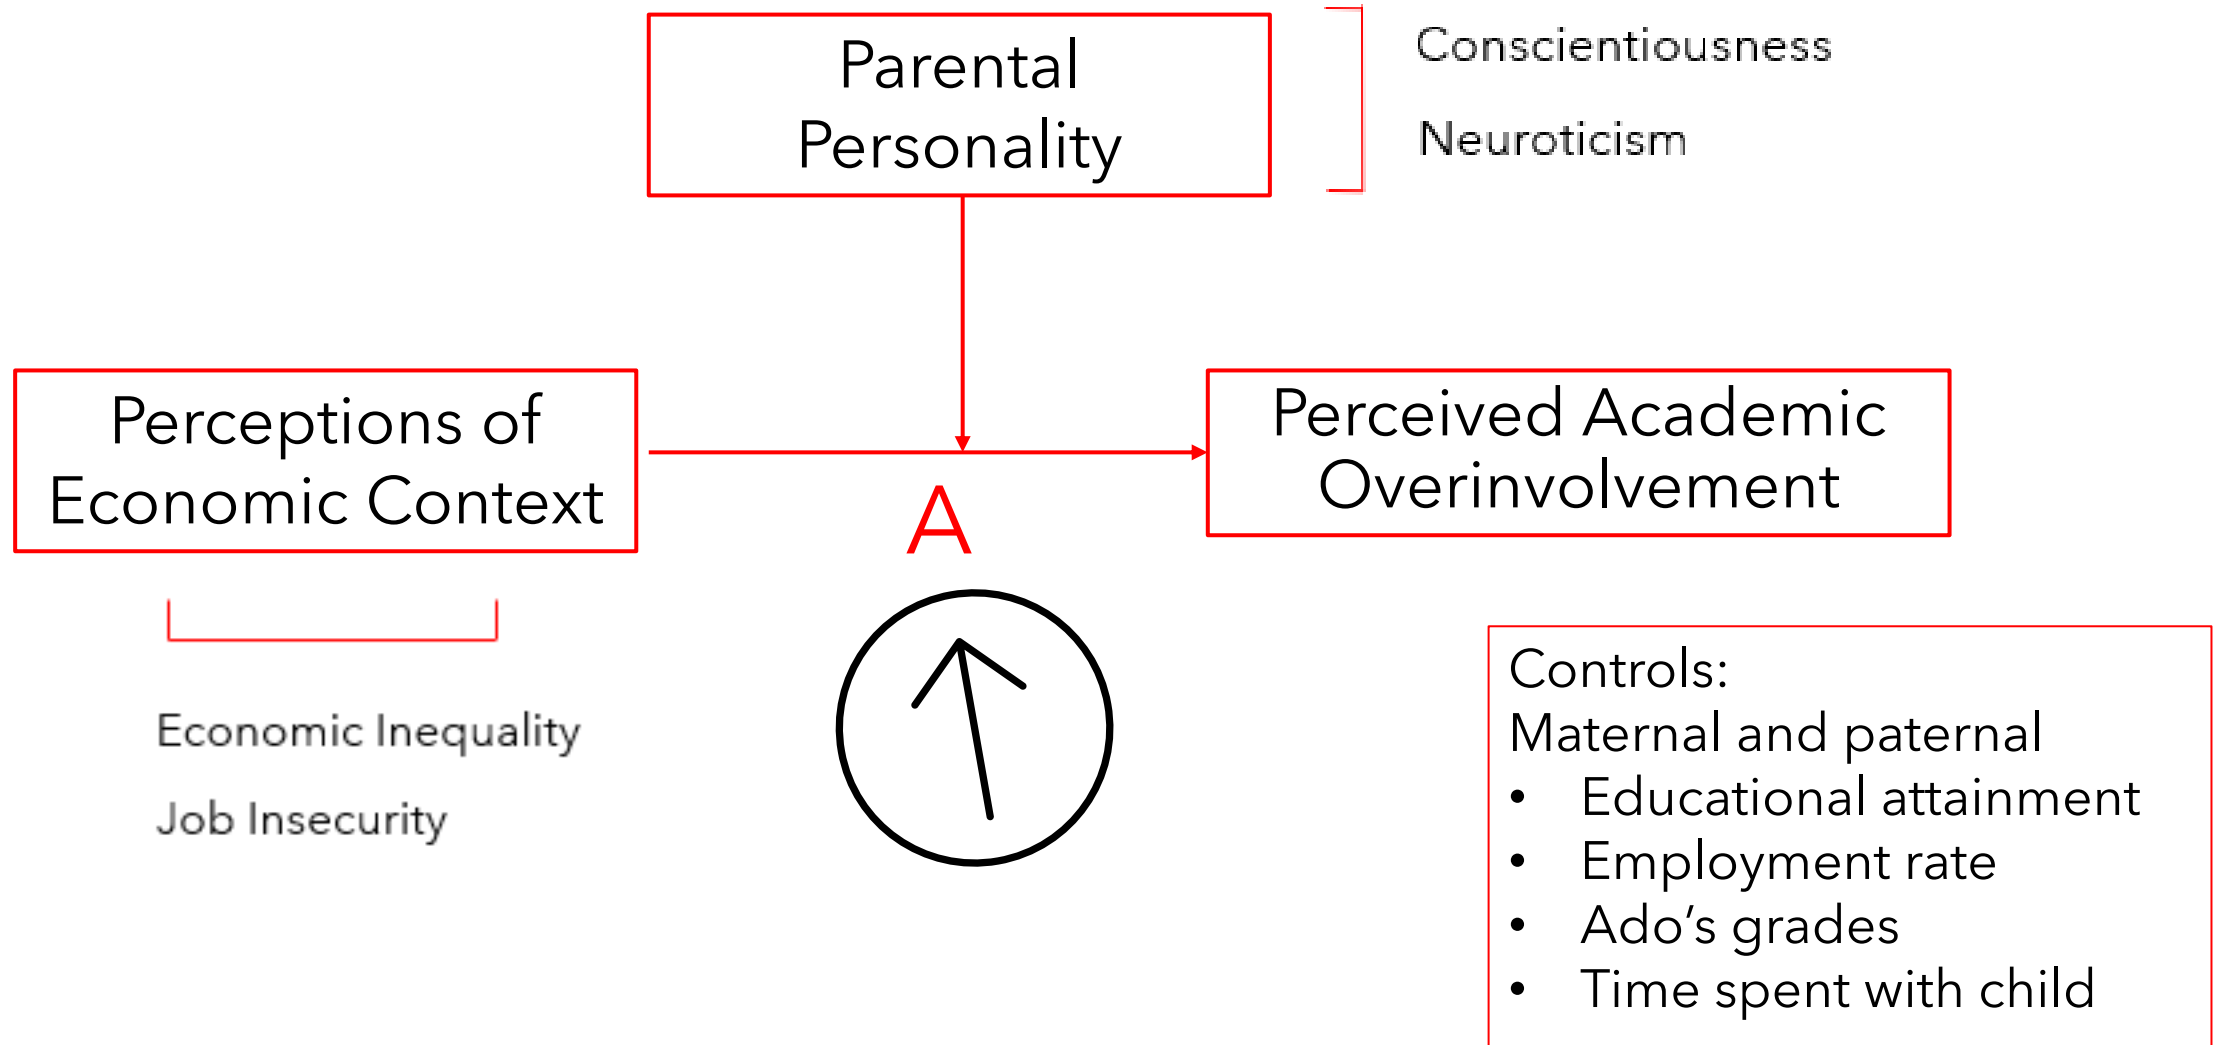 Parental
Personality
Conscientiousness
Neuroticism
Perceptions of
Economic Context
Perceived Academic
Overinvolvement
A
Economic Inequality
Job Insecurity
Controls:
Maternal and paternal
• Educational attainment
• Employment rate
• Ado’s grades
• Time spent with child